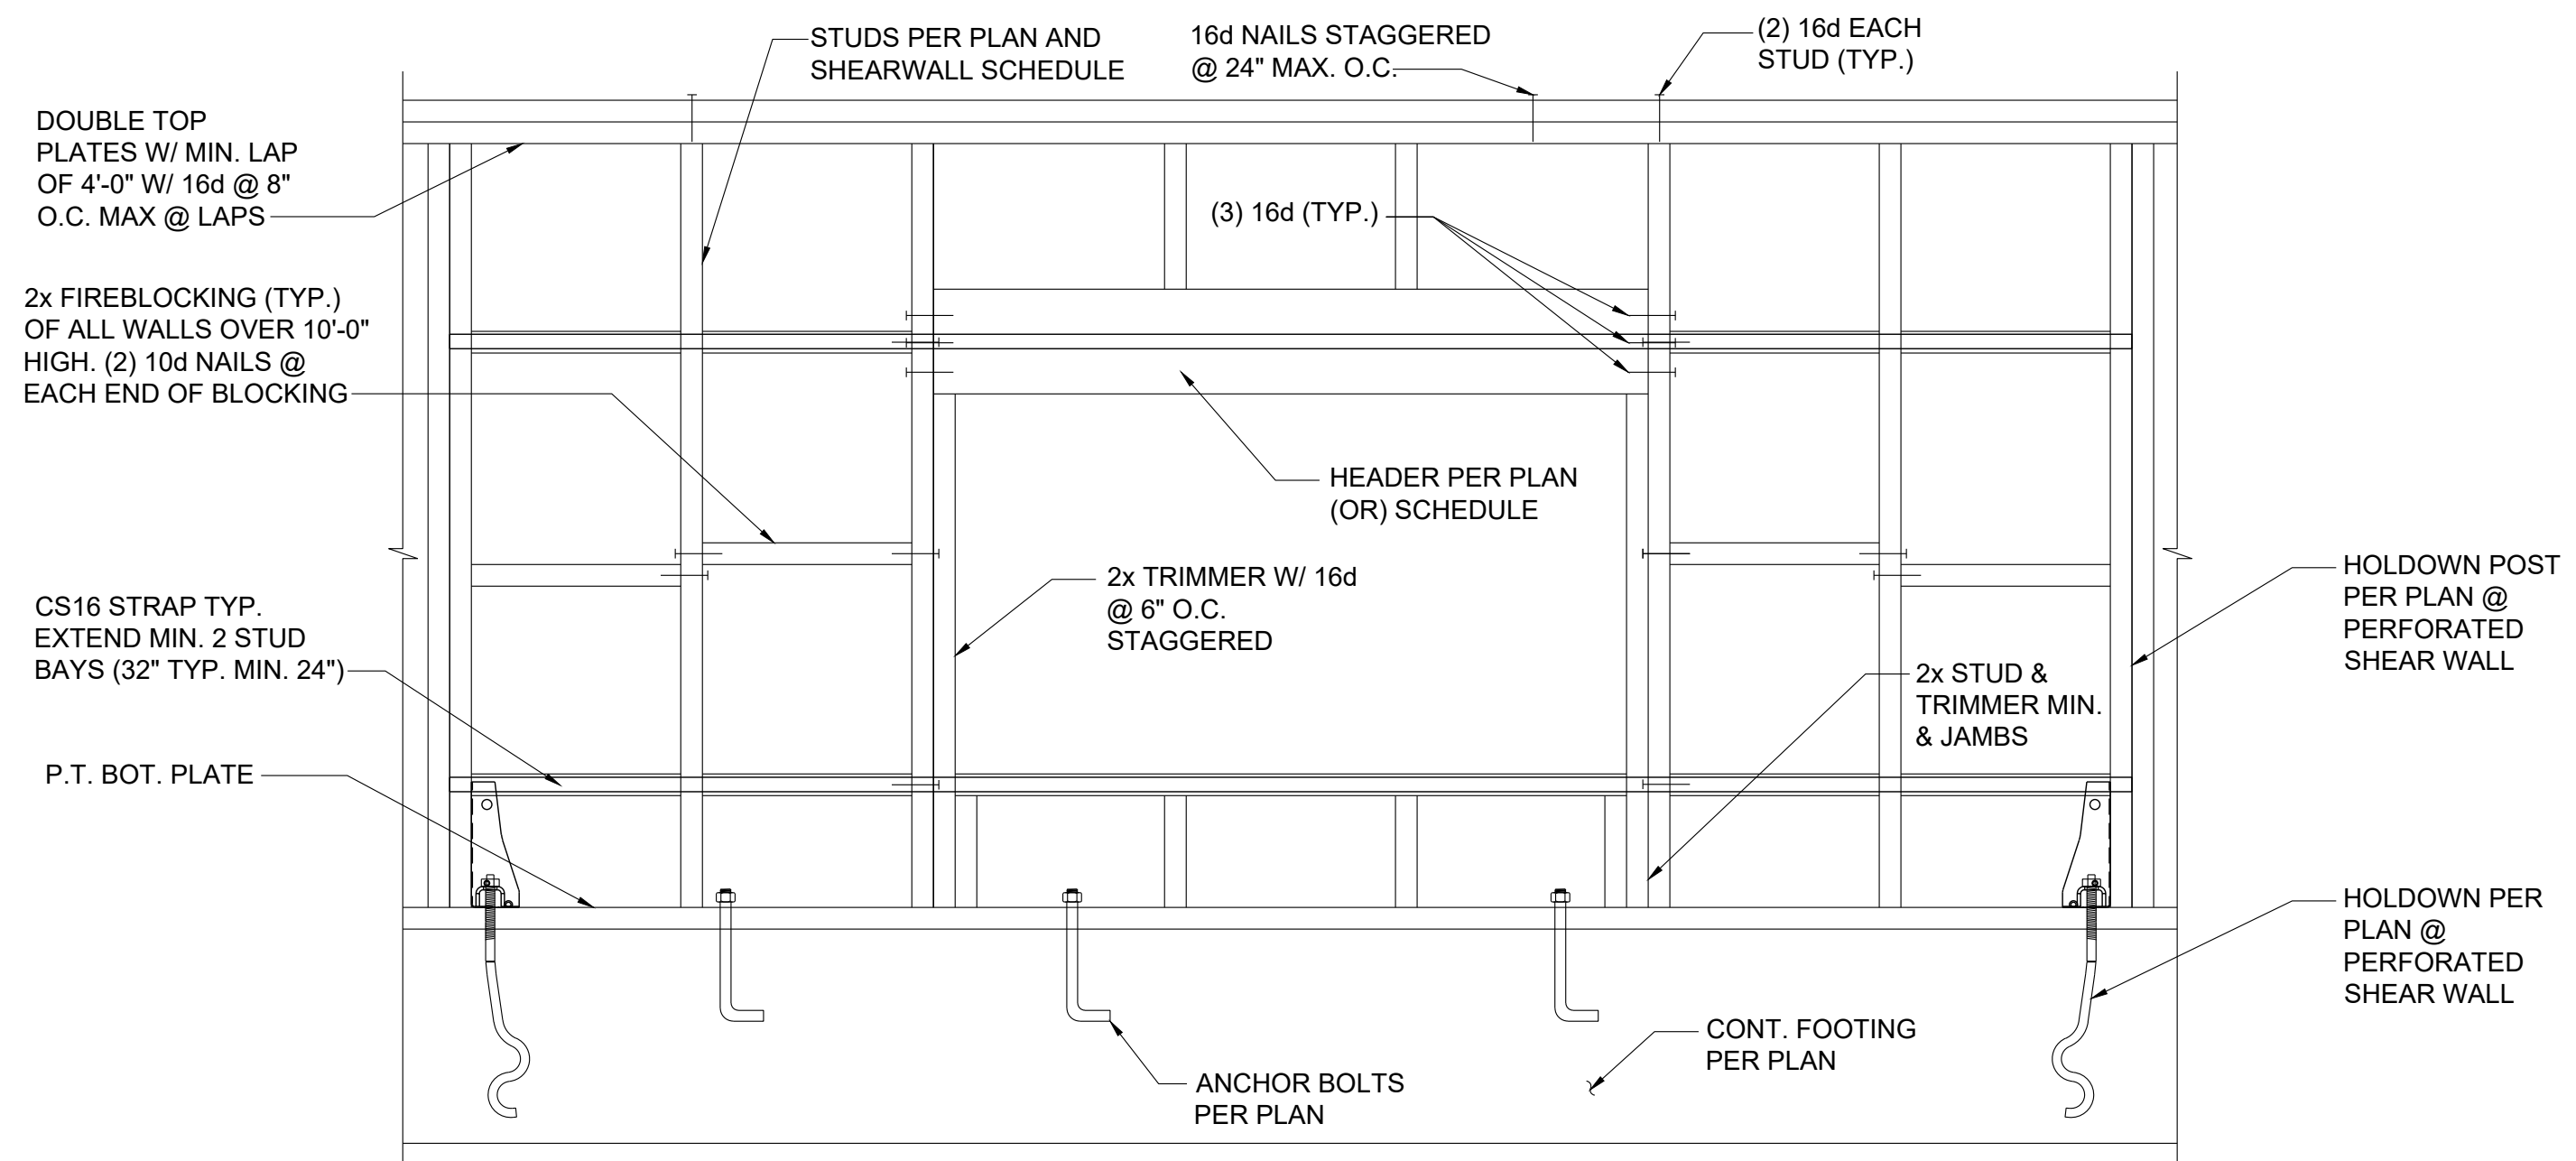 STUDS PER PLAN AND
SHEARWALL SCHEDULE
16d NAILS STAGGERED
@ 24" MAX. O.C.
(2) 16d EACH
STUD (TYP.)
DOUBLE TOP
PLATES W/ MIN. LAP
OF 4'-0" W/ 16d @ 8"
O.C. MAX @ LAPS
(3) 16d (TYP.)
2x FIREBLOCKING (TYP.)
OF ALL WALLS OVER 10'-0"
HIGH. (2) 10d NAILS @
EACH END OF BLOCKING
HEADER PER PLAN
(OR) SCHEDULE
2x TRIMMER W/ 16d
@ 6" O.C.
STAGGERED
HOLDOWN POST
PER PLAN @
PERFORATED
SHEAR WALL
CS16 STRAP TYP.
EXTEND MIN. 2 STUD
BAYS (32" TYP. MIN. 24")
2x STUD &
TRIMMER MIN.
& JAMBS
P.T. BOT. PLATE
HOLDOWN PER
PLAN @
PERFORATED
SHEAR WALL
CONT. FOOTING
PER PLAN
ANCHOR BOLTS
PER PLAN